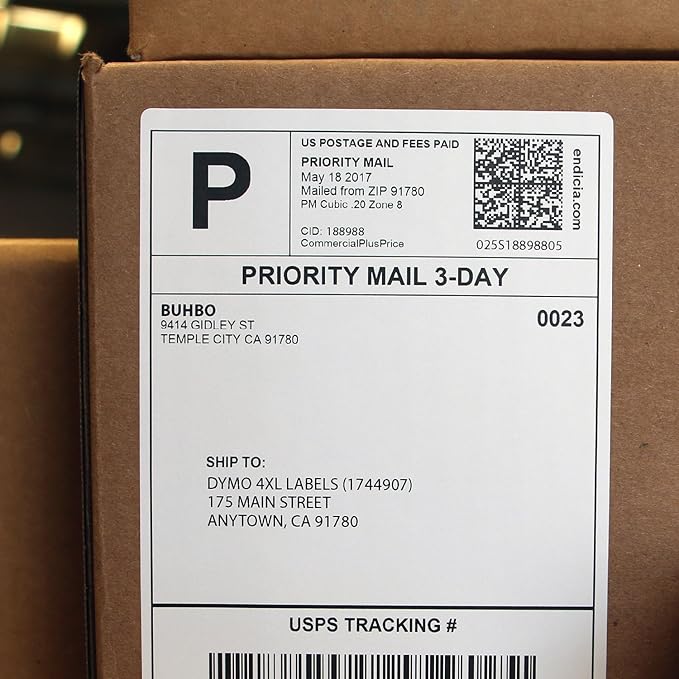 P
US POSTAGE AND FEES PAID
PRIORITY MAIL
May 18 2017
Mailed from ZIP 91780
PM Cubic .20 Zone 8
CID: 188988
CommercialPlusPrice
endicia.com
025S18898805
PRIORITY MAIL 3-DAY
BUHBO
9414 GIDLEY ST
TEMPLE CITY CA 91780
0023
SHIP TO:
DYMO 4XL LABELS (1744907)
175 MAIN STREET
ANYTOWN, CA 91780
USPS TRACKING #